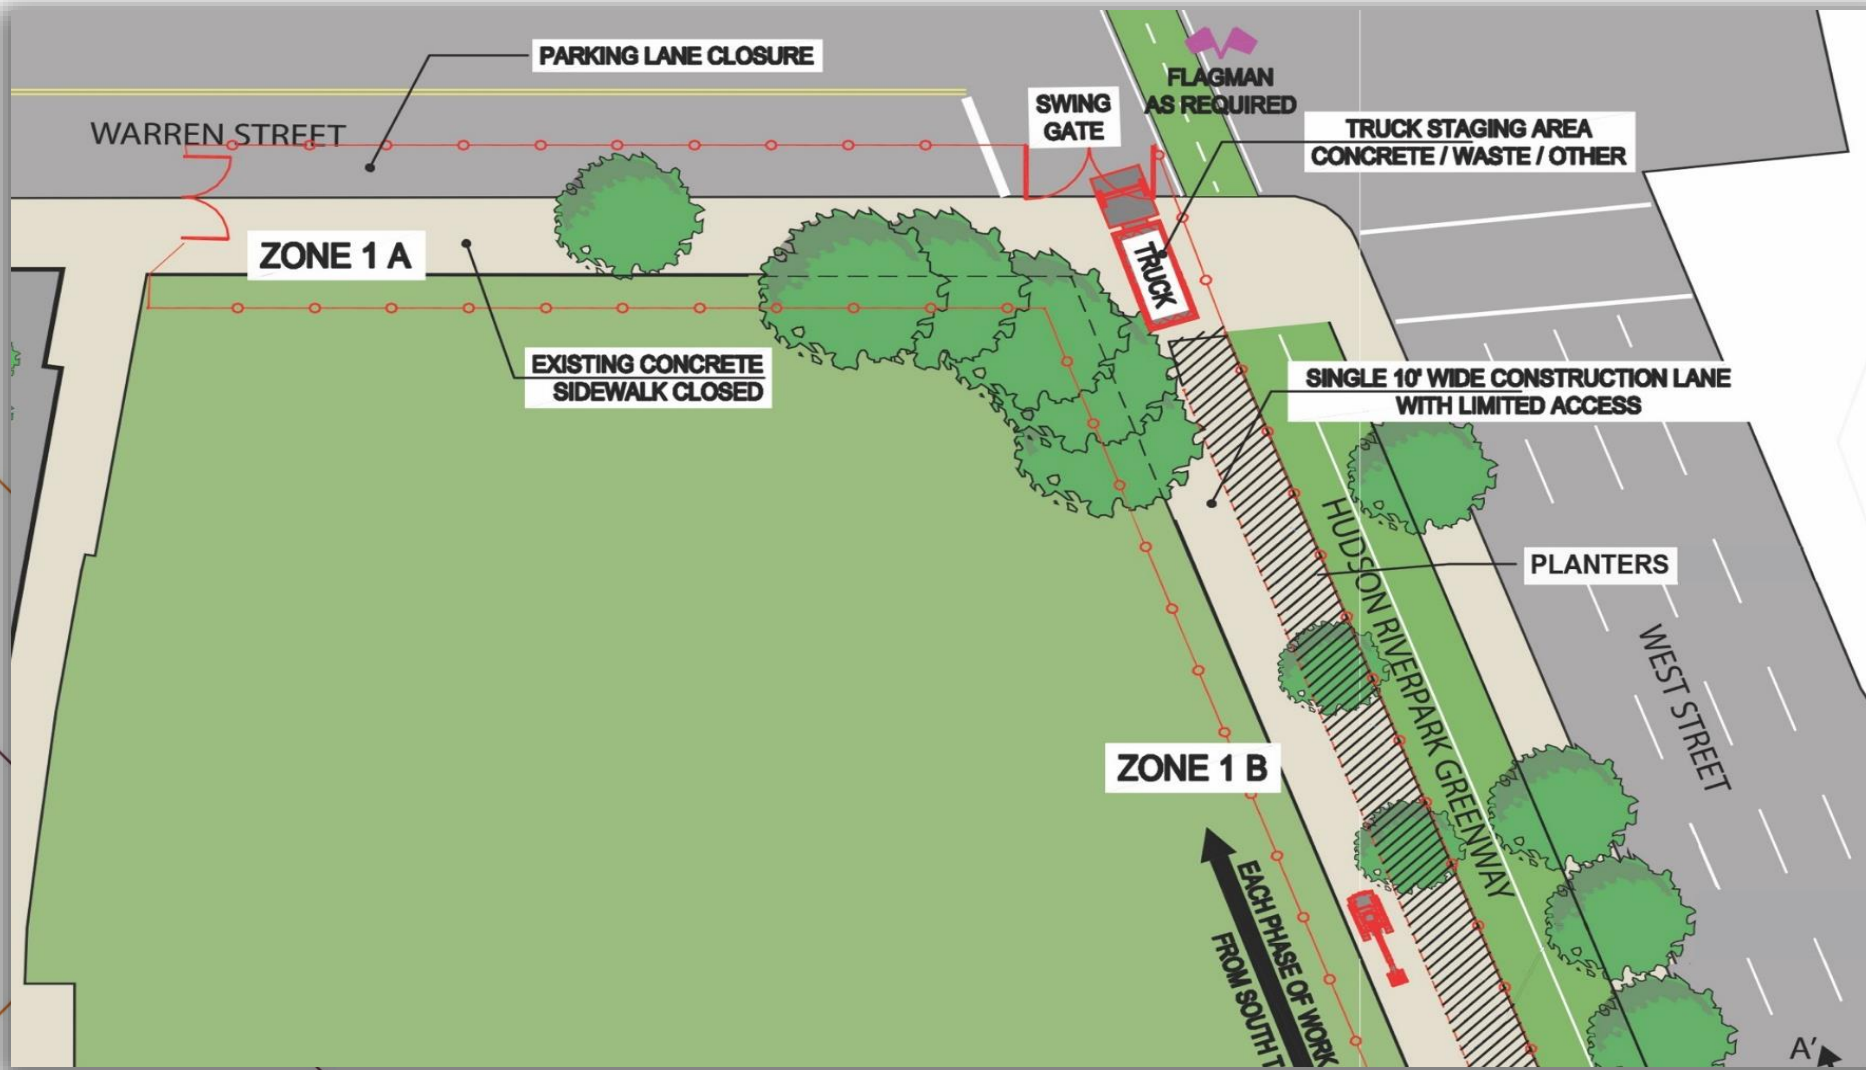 PARKING LANE CLOSURE
WARREN STREET
SWING
GATE
FLAGMAN
AS REQUIRED
TRUCK STAGING AREA
CONCRETE / WASTE / OTHER
ZONE 1 A
TRUCK
EXISTING CONCRETE
SIDEWALK CLOSED
SINGLE 10' WIDE CONSTRUCTION LANE
WITH LIMITED ACCESS
HUDSON RIVERPARK GREENWAY
PLANTERS
WEST STREET
ZONE 1 B
EACH PHASE OF WORK
FROM SOUTH T
A'